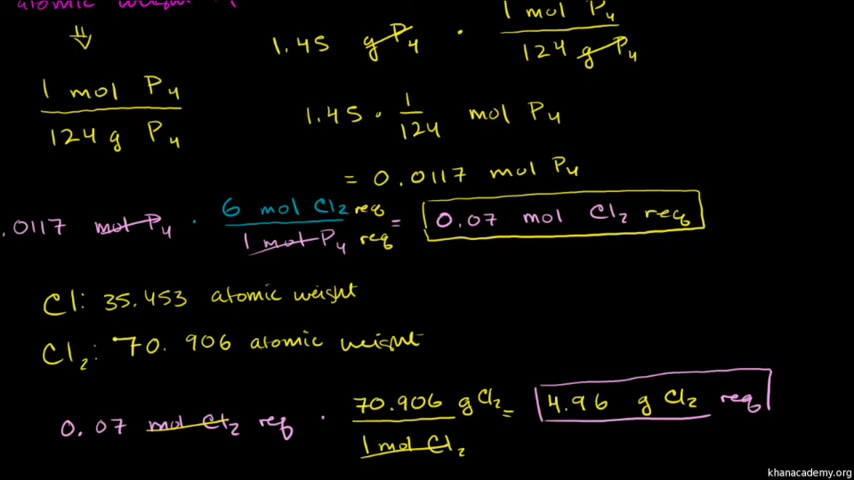 atomic weight
⇓
1.45 g P₄ · 1 mol P₄ / 124 g P₄
1 mol P₄ / 124 g P₄
1.45 · 1/124 mol P₄
= 0.0117 mol P₄
.0117 mol P₄ · 6 mol Cl₂ req / 1 mol P₄ req = 0.07 mol Cl₂ req
Cl: 35.453 atomic weight
Cl₂: 70.906 atomic weight
0.07 mol Cl₂ req · 70.906 g Cl₂ / 1 mol Cl₂ = 4.96 g Cl₂ req
khanacademy.org